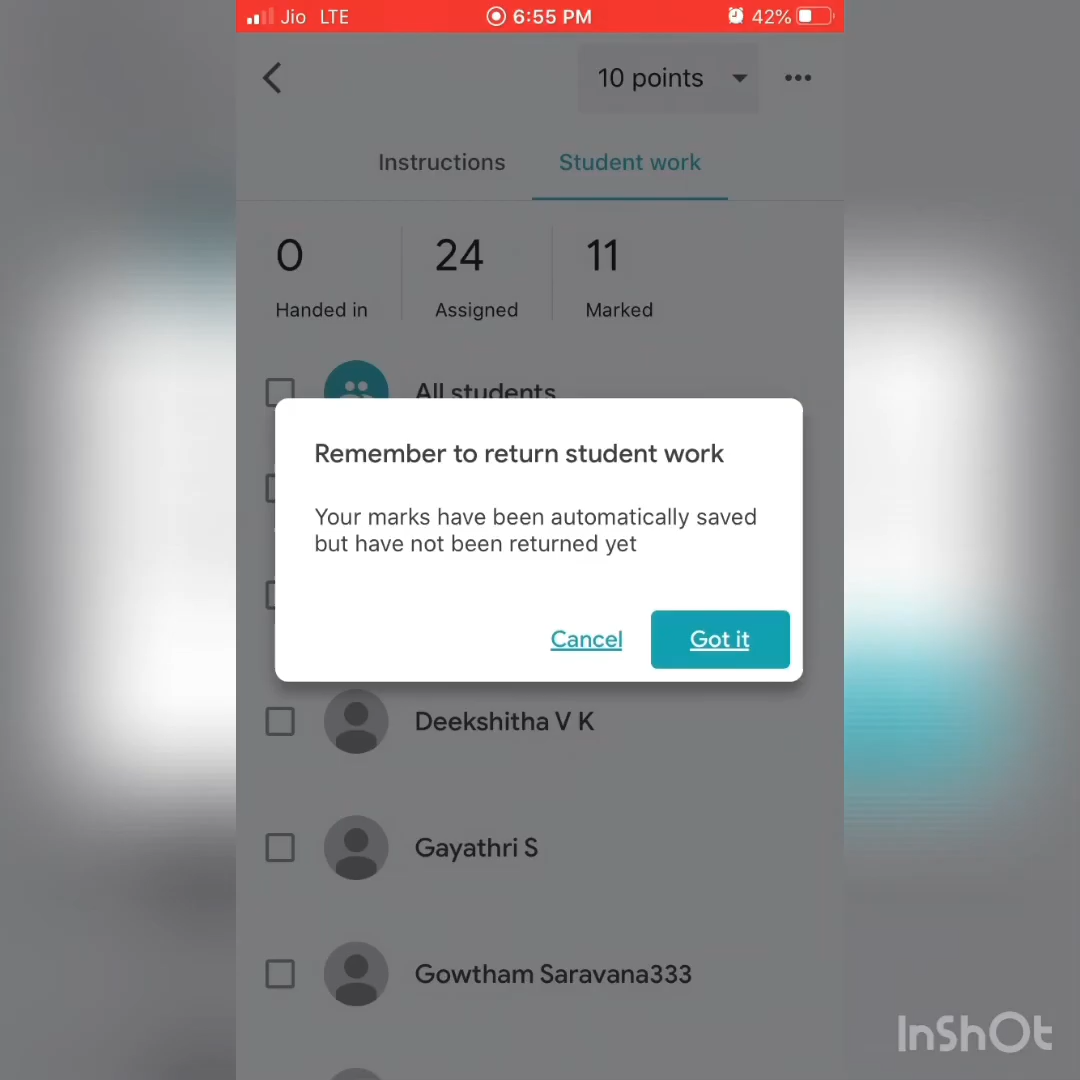 Jio LTE 6:55 PM 42%
10 points
Instructions Student work
0 24 11
Handed in Assigned Marked
All students
Remember to return student work
Your marks have been automatically saved
but have not been returned yet
Cancel Got it
Deekshitha V K
Gayathri S
Gowtham Saravana333
InShOt